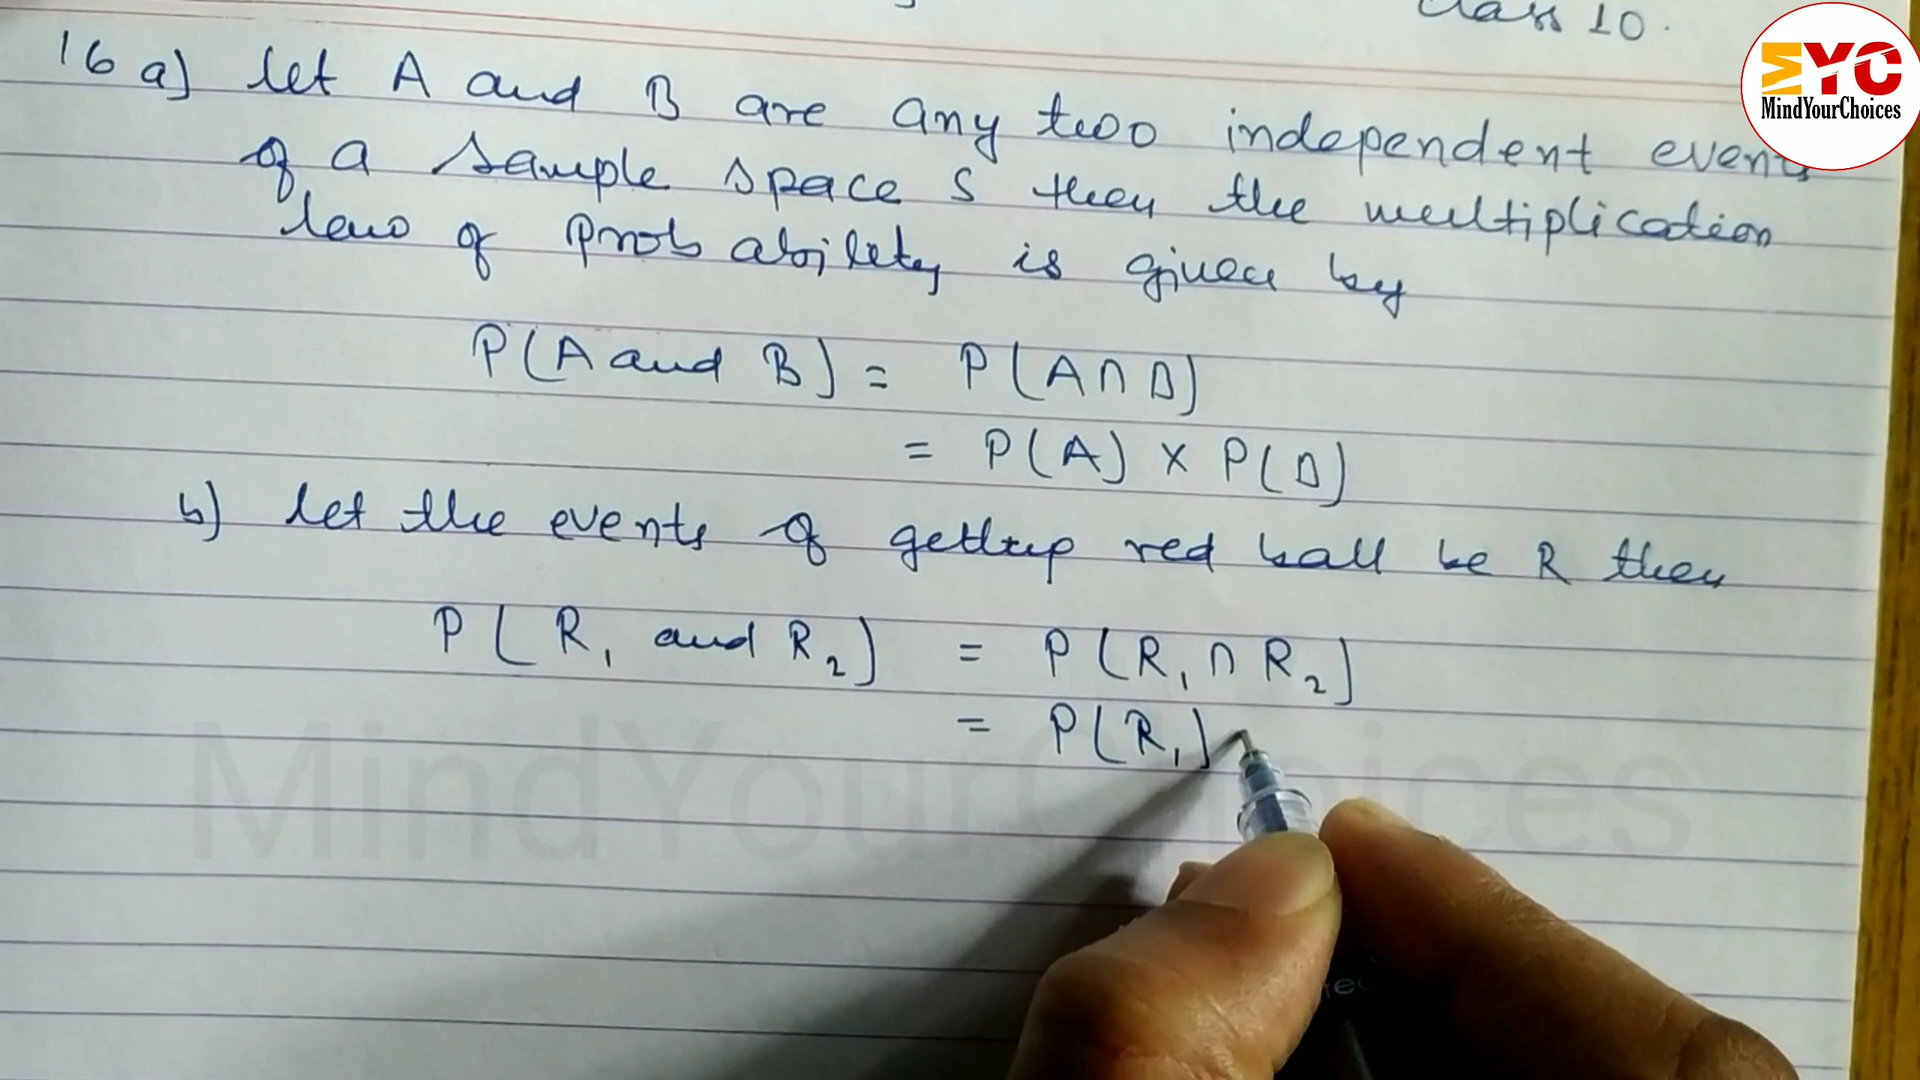 Class 10.
MYC
MindYourChoices
16 a) Let A and B are any two independent events
of a sample space S then the multiplication
law of probability is given by
P(A and B) = P(A∩B)
= P(A) × P(B)
b) Let the events of getting red ball be R then
P(R₁ and R₂) = P(R₁ ∩ R₂)
= P(R₁)
MindYourChoices